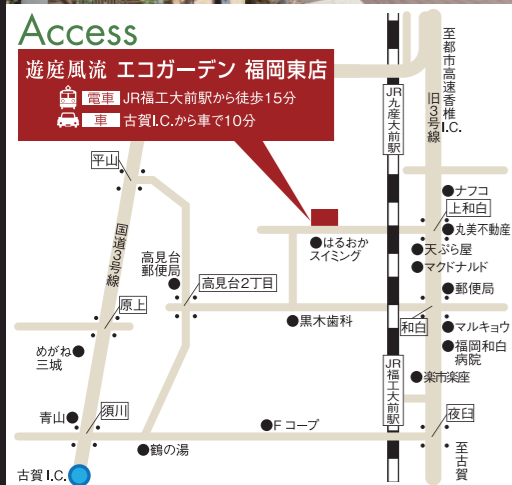 Access
遊庭風流 エコガーデン 福岡東店
電車 JR福工大前駅から徒歩15分
車 古賀I.C.から車で10分
至都市高速香椎I.C.
旧3号線
JR九産大前駅
平山
国道3号線
ナフコ
上和白
丸美不動産
はるおか
スイミング
天ぷら屋
マクドナルド
高見台
郵便局
高見台2丁目
郵便局
原上
黒木歯科
和白
マルキョウ
福岡和白
病院
めがね
三城
JR福工大前駅
楽市楽座
青山
須川
Fコープ
夜臼
鶴の湯
至古賀
古賀I.C.